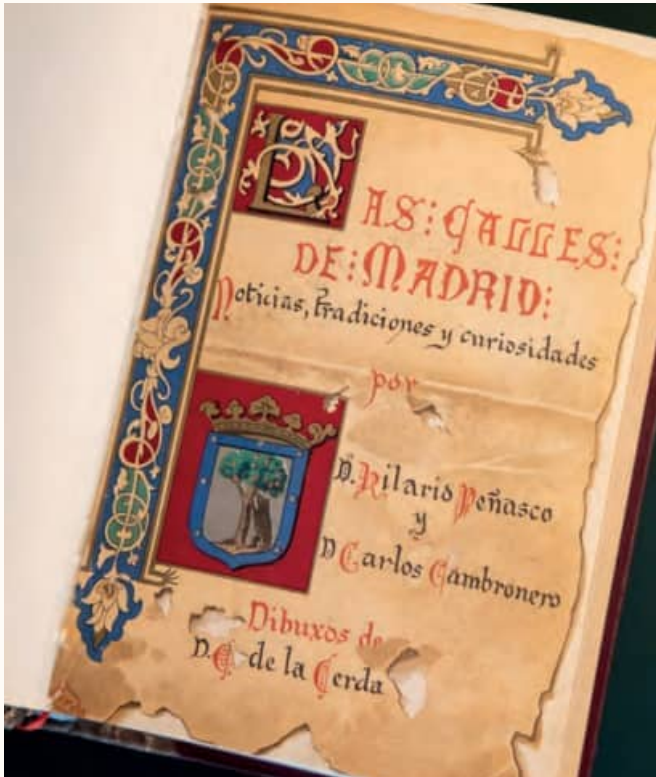 LAS: CALLES:
DE: MADRID:
Noticias, tradiciones y curiosidades
por
D. Hilario Peñasco
y
D Carlos Cambronero
Dibuxos de
D. C. de la Cerda